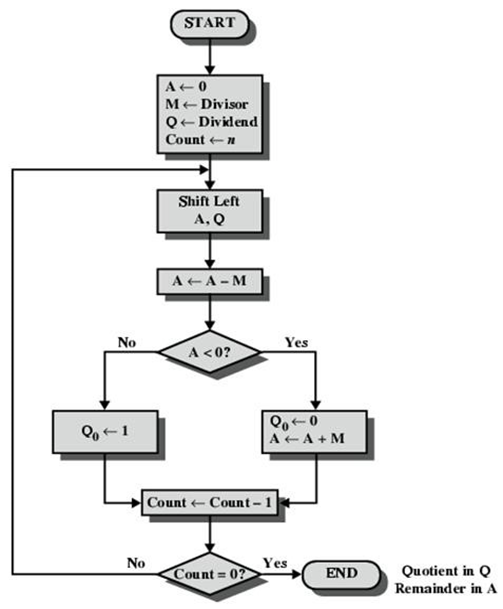 START
A ← 0
M ← Divisor
Q ← Dividend
Count ← n
Shift Left
A, Q
A ← A – M
No
Yes
A < 0?
Q₀ ← 1
Q₀ ← 0
A ← A + M
Count ← Count – 1
No
Yes
Count = 0?
END
Quotient in Q
Remainder in A